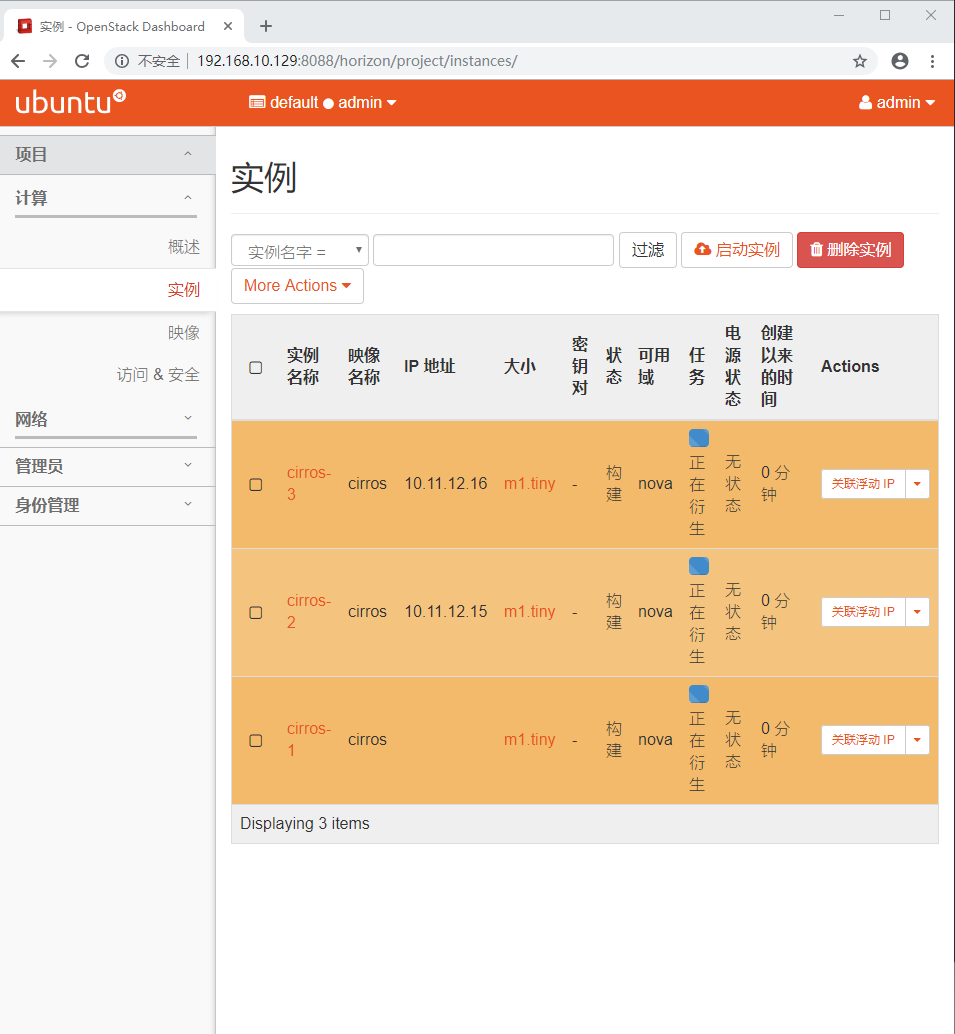 实例 - OpenStack Dashboard
不安全 | 192.168.10.129:8088/horizon/project/instances/
ubuntu
default ● admin
admin
项目
计算
概述
实例
映像
访问 & 安全
网络
管理员
身份管理
实例
实例名字 =
过滤
启动实例
删除实例
More Actions
实例名称 映像名称 IP 地址 大小 密钥对 状态 可用域 任务 电源状态 创建以来的时间 Actions
cirros-3 cirros 10.11.12.16 m1.tiny - 构建 nova 正在衍生 无状态 0 分钟 关联浮动 IP
cirros-2 cirros 10.11.12.15 m1.tiny - 构建 nova 正在衍生 无状态 0 分钟 关联浮动 IP
cirros-1 cirros m1.tiny - 构建 nova 正在衍生 无状态 0 分钟 关联浮动 IP
Displaying 3 items